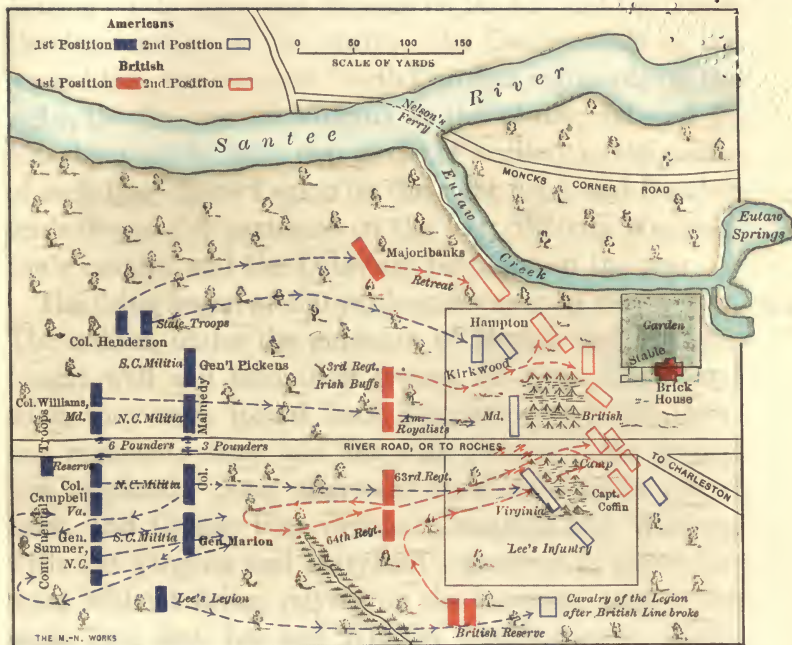 Americans
1st Position 2nd Position
British
1st Position 2nd Position
0 50 100 150
SCALE OF YARDS
Santee River
Nelson's
Ferry
MONCKS CORNER ROAD
Eutaw Creek
Eutaw
Springs
Majoribanks
Retreat
State Troops
Col. Henderson
Hampton
Garden
Stable
Kirkwood
Brick
House
S.C. Militia
Gen'l Pickens
3rd Regt.
Irish Buffs
Col. Williams,
Md.
N.C. Militia
Malmedy
Am.
Royalists
Md.
British
Troops
6 Pounders
3 Pounders
RIVER ROAD, OR TO ROCHES
TO CHARLESTON
Reserve
Col.
Campbell
Va.
N.C. Militia
Col.
63rd Regt.
Camp
Capt.
Coffin
Virginia
Continental
Gen.
Sumner,
N.C.
S.C. Militia
Gen. Marion
64th Regt.
Lee's Infantry
Lee's Legion
British Reserve
Cavalry of the Legion
after British Line broke
THE M.-N. WORKS